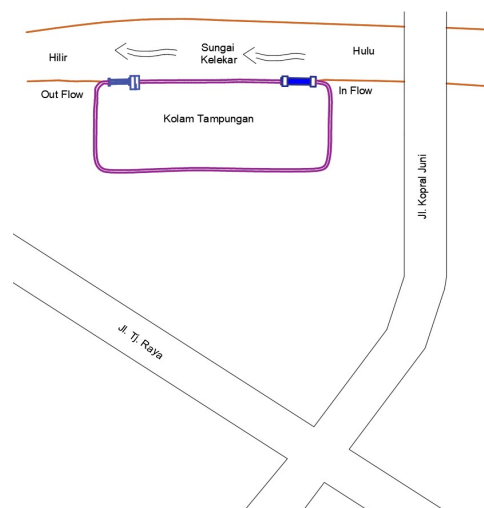 Sungai
Kelekar
Hulu
Hilir
Out Flow
In Flow
Kolam Tampungan
Jl. Kopral Juni
Jl. Tj. Raya